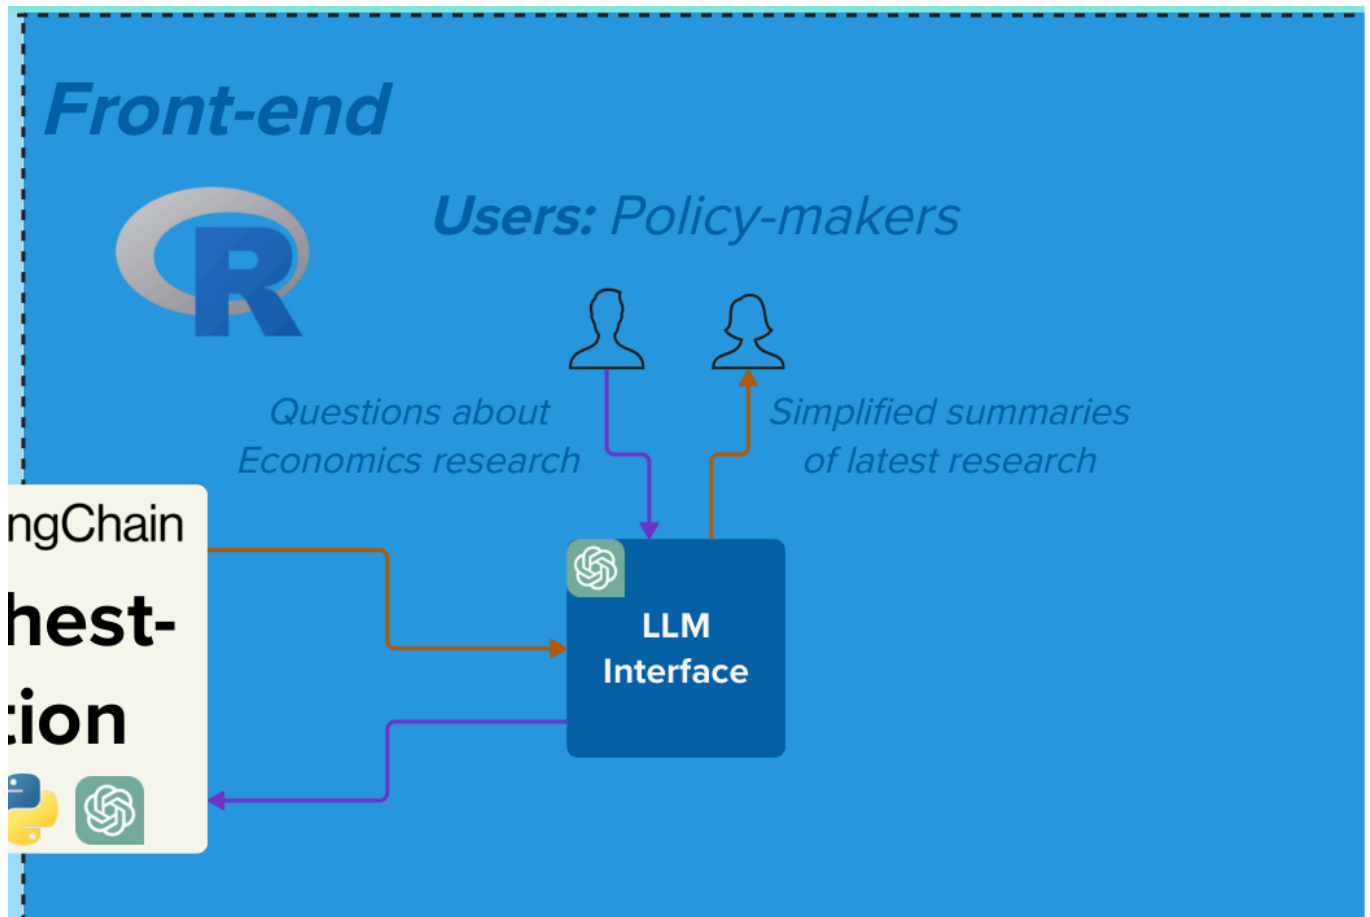 Front-end
R
Users: Policy-makers
Questions about
Economics research
Simplified summaries
of latest research
ngChain
hest-
tion
LLM
Interface